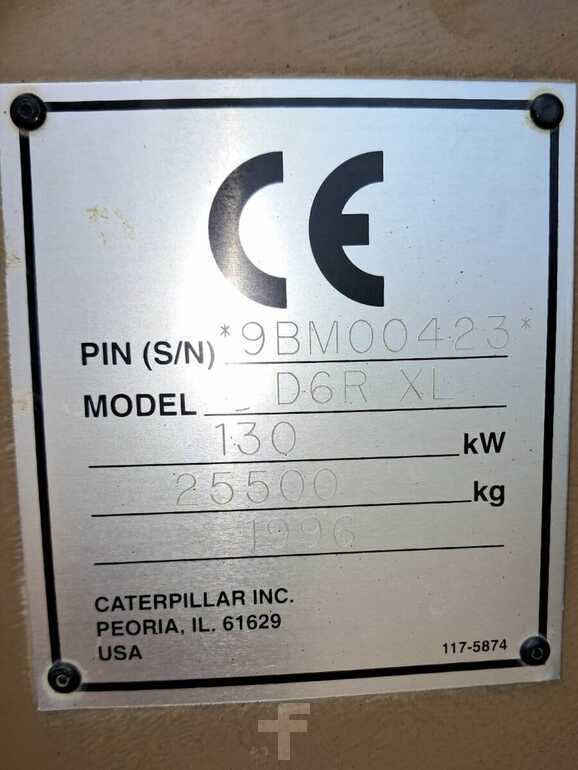 CE
PIN (S/N) *9BM00423*
MODEL D6R XL
130 kW
25500 kg
1996
CATERPILLAR INC.
PEORIA, IL. 61629
USA
117-5874